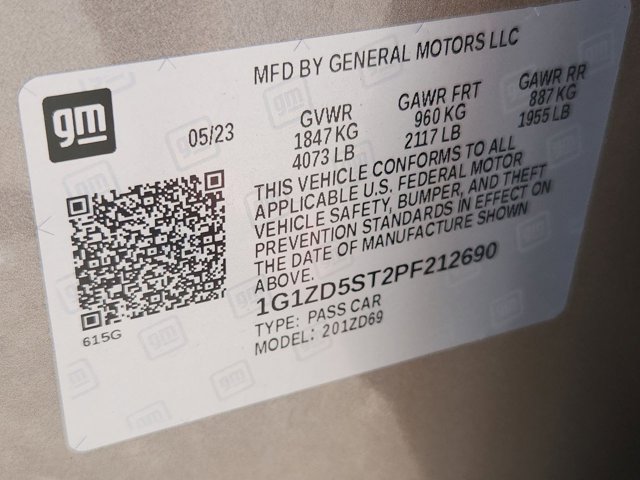 MFD BY GENERAL MOTORS LLC
gm
05/23
GVWR
1847 KG
4073 LB
GAWR FRT
960 KG
2117 LB
GAWR RR
887 KG
1955 LB
THIS VEHICLE CONFORMS TO ALL
APPLICABLE U.S. FEDERAL MOTOR
VEHICLE SAFETY, BUMPER, AND THEFT
PREVENTION STANDARDS IN EFFECT ON
THE DATE OF MANUFACTURE SHOWN
ABOVE.
1G1ZD5ST2PF212690
TYPE: PASS CAR
MODEL: 201ZD69
615G